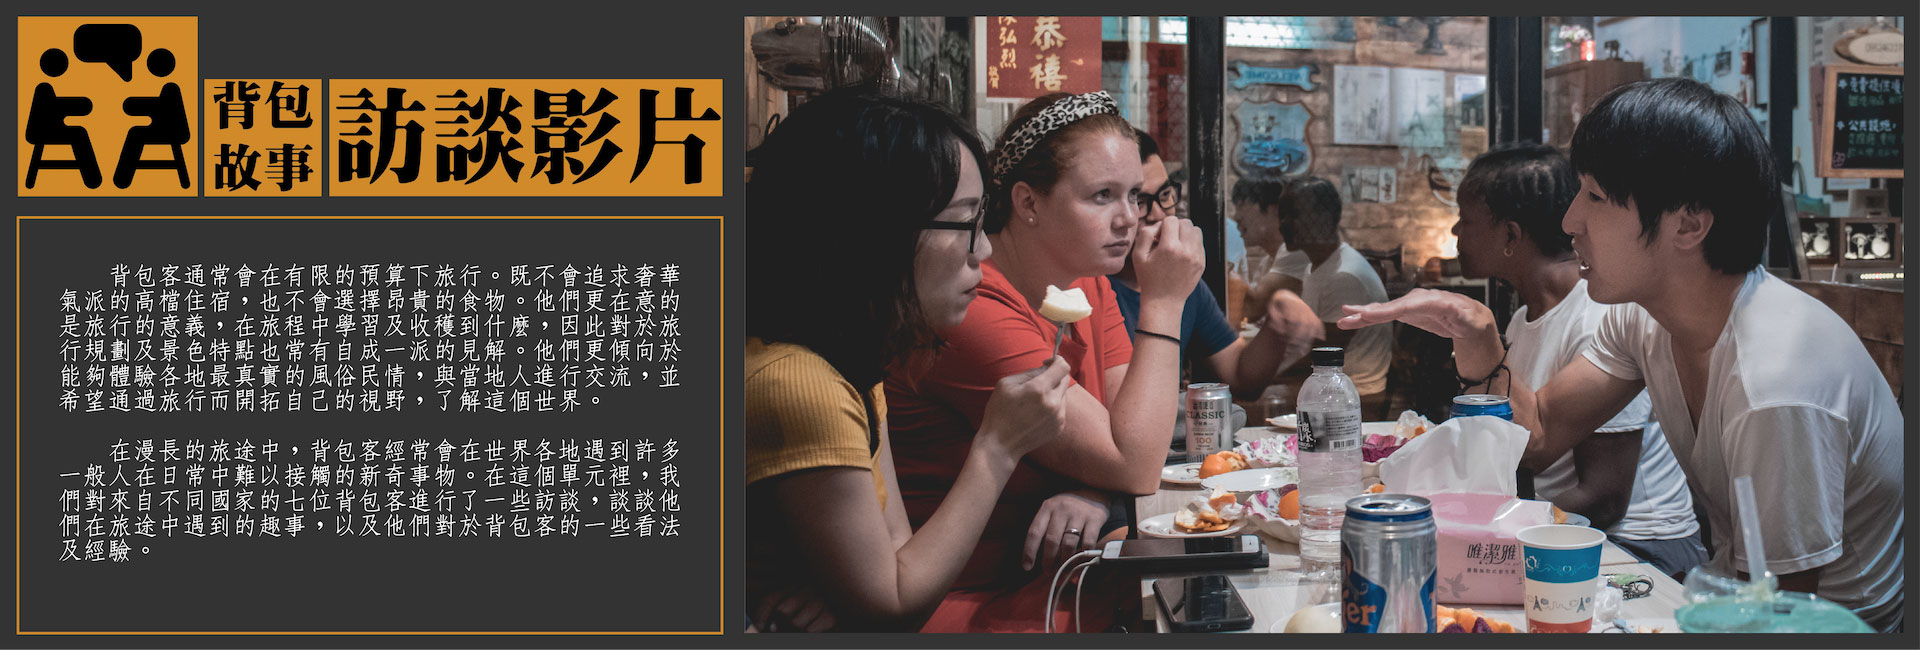 背包
故事
訪談影片
背包客通常會在有限的預算下旅行。既不會追求奢華
氣派的高檔住宿，也不會選擇昂貴的食物。他們更在意的
是旅行的意義，在旅程中學習及收穫到什麼，因此對於旅
行規劃及景色特點也常有自成一派的見解。他們更傾向於
能夠體驗各地最真實的風俗民情，與當地人進行交流，並
希望通過旅行而開拓自己的視野，了解這個世界。
在漫長的旅途中，背包客經常會在世界各地遇到許多
一般人在日常中難以接觸的新奇事物。在這個單元裡，我
們對來自不同國家的七位背包客進行了一些訪談，談談他
們在旅途中遇到的趣事，以及他們對於背包客的一些看法
及經驗。
恭禧
弘烈
WELCOME
公共設施，
CLASSIC
100
唯潔雅